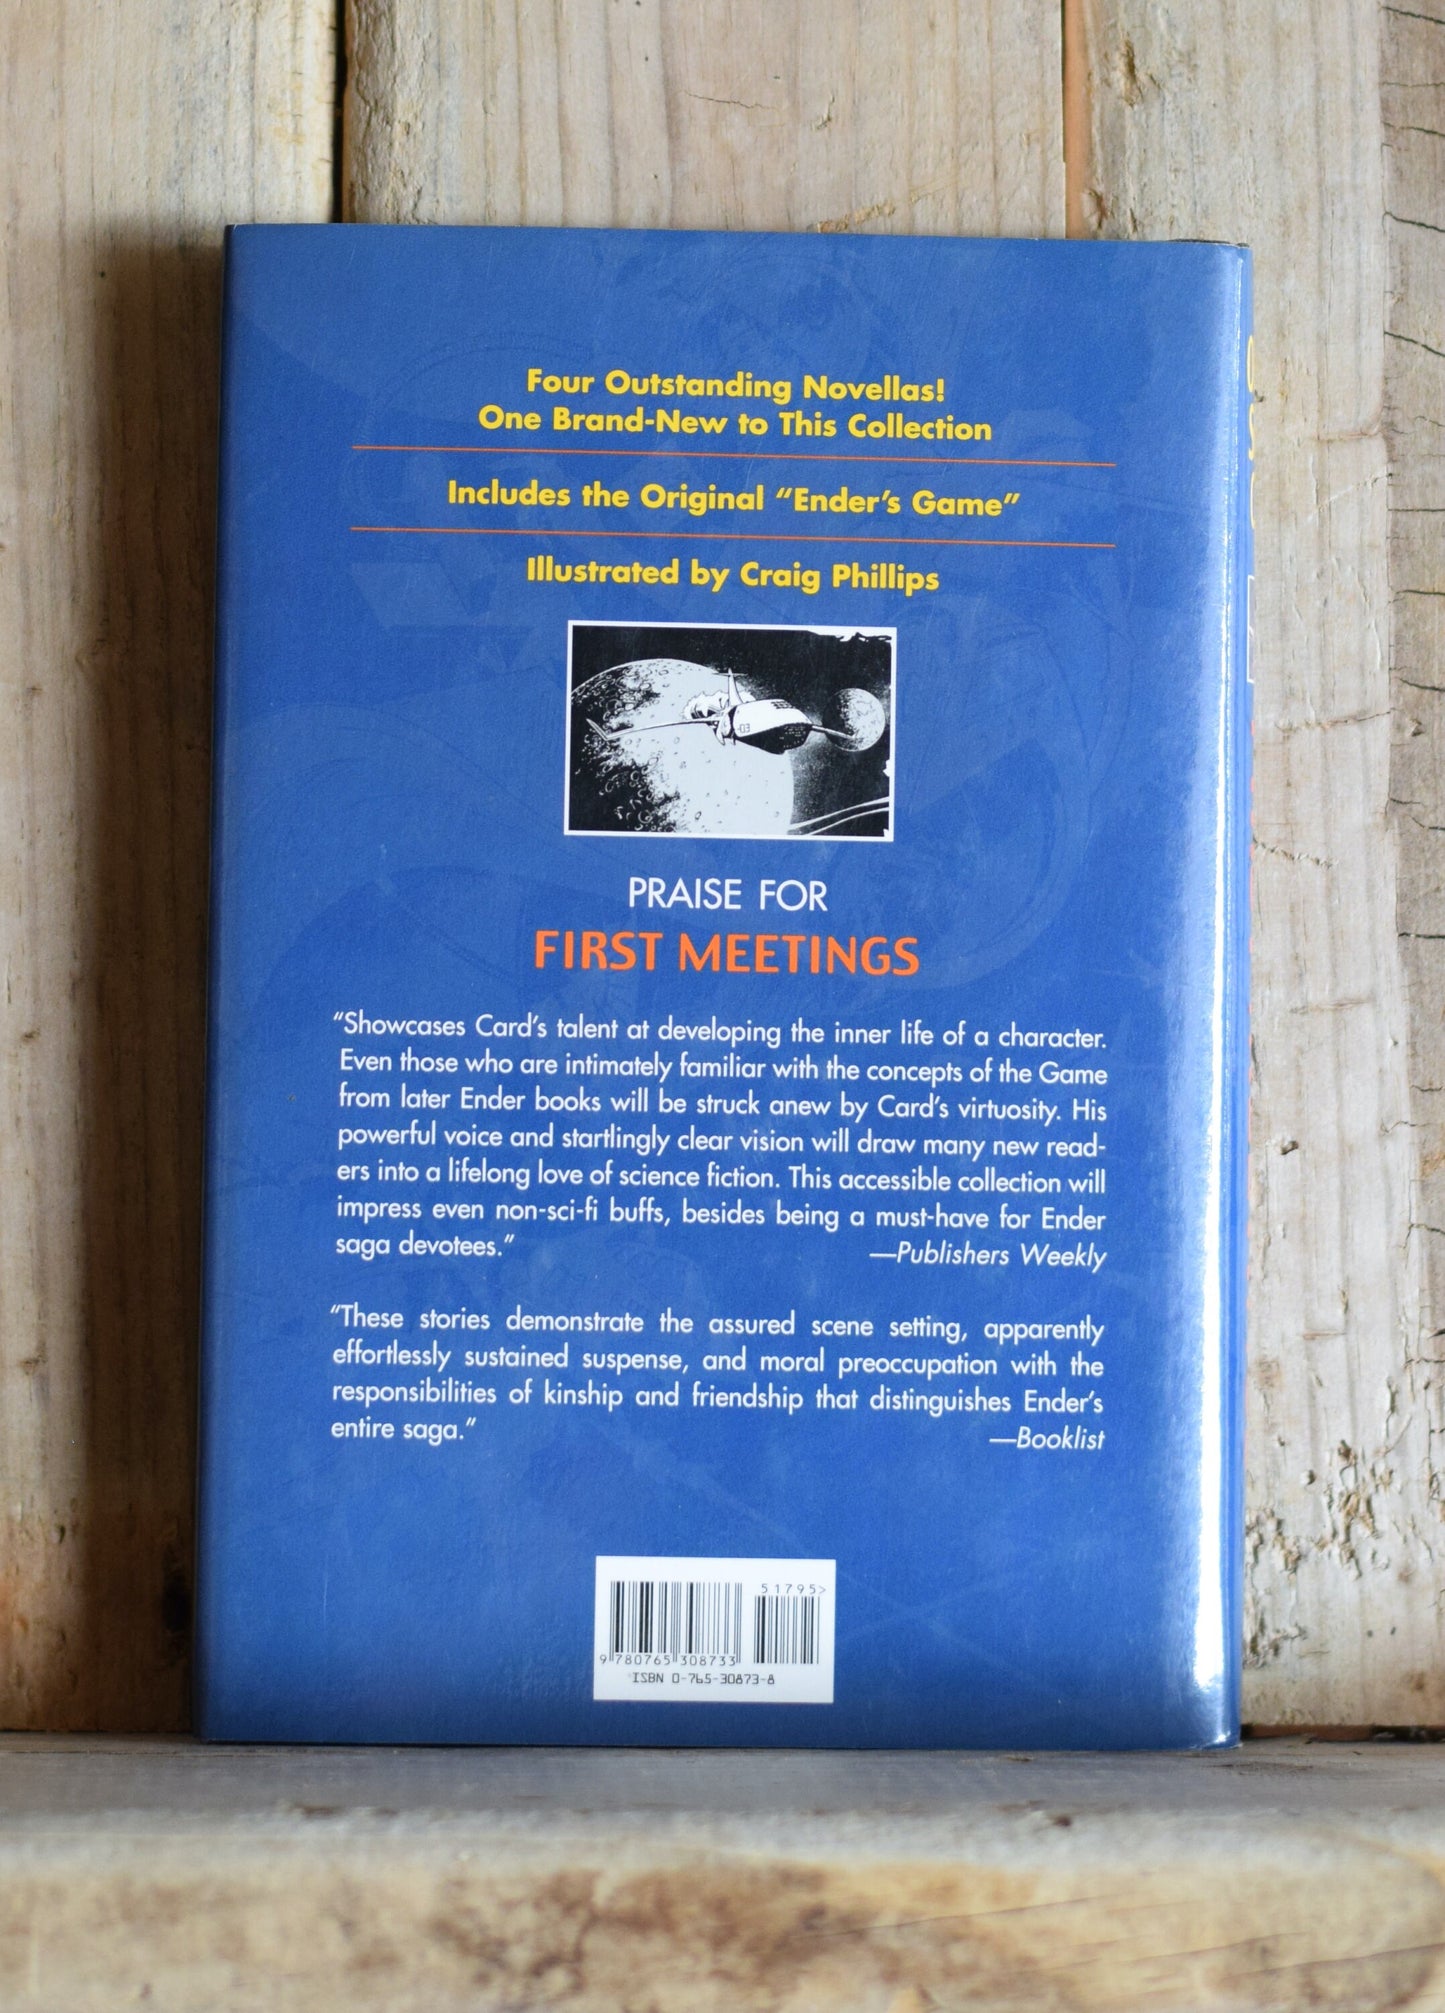 Four Outstanding Novellas!
One Brand-New to This Collection
Includes the Original “Ender’s Game”
Illustrated by Craig Phillips
-03
PRAISE FOR
FIRST MEETINGS
“Showcases Card’s talent at developing the inner life of a character.
Even those who are intimately familiar with the concepts of the Game
from later Ender books will be struck anew by Card’s virtuosity. His
powerful voice and startlingly clear vision will draw many new read-
ers into a lifelong love of science fiction. This accessible collection will
impress even non-sci-fi buffs, besides being a must-have for Ender
saga devotees.” —Publishers Weekly
“These stories demonstrate the assured scene setting, apparently
effortlessly sustained suspense, and moral preoccupation with the
responsibilities of kinship and friendship that distinguishes Ender’s
entire saga.” —Booklist
51795>
9 780765 308733
ISBN 0-765-30873-8